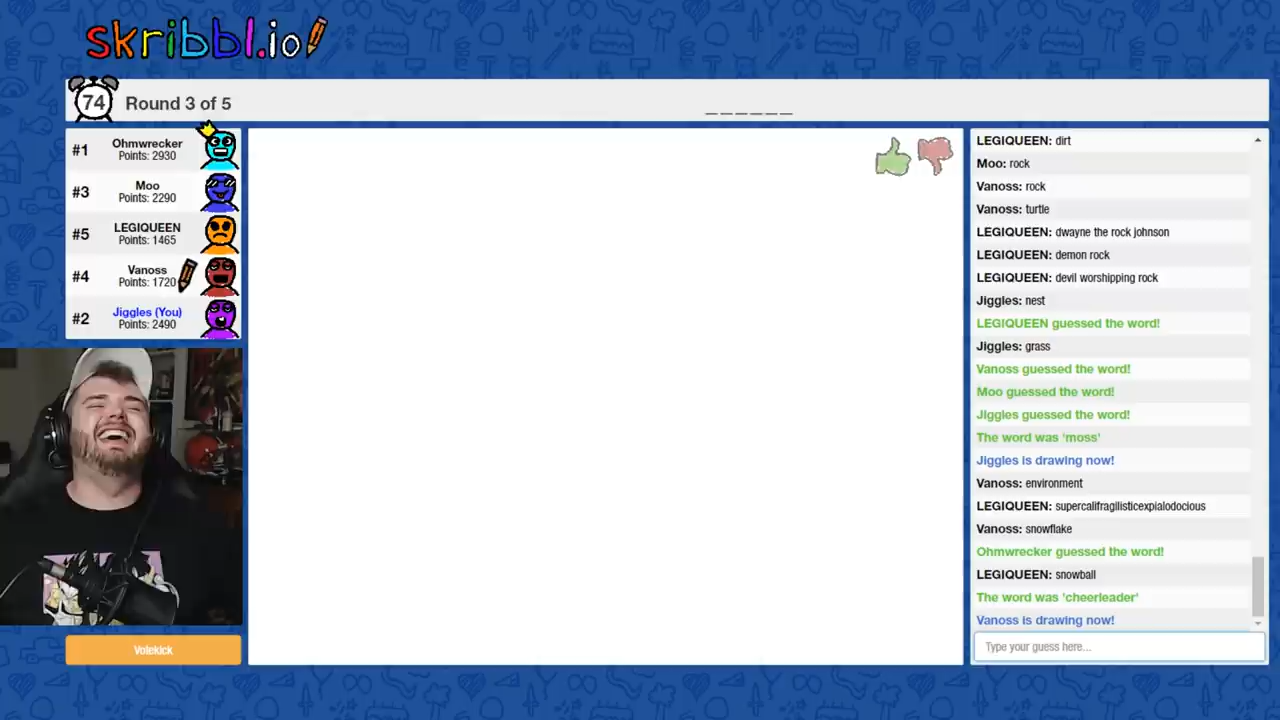 skribbl.io
74
Round 3 of 5
______
#1
Ohmwrecker
Points: 2930
#3
Moo
Points: 2290
#5
LEGIQUEEN
Points: 1465
#4
Vanoss
Points: 1720
#2
Jiggles (You)
Points: 2490
Votekick
LEGIQUEEN: dirt
Moo: rock
Vanoss: rock
Vanoss: turtle
LEGIQUEEN: dwayne the rock johnson
LEGIQUEEN: demon rock
LEGIQUEEN: devil worshipping rock
Jiggles: nest
LEGIQUEEN guessed the word!
Jiggles: grass
Vanoss guessed the word!
Moo guessed the word!
Jiggles guessed the word!
The word was 'moss'
Jiggles is drawing now!
Vanoss: environment
LEGIQUEEN: supercalifragilisticexpialodocious
Vanoss: snowflake
Ohmwrecker guessed the word!
LEGIQUEEN: snowball
The word was 'cheerleader'
Vanoss is drawing now!
Type your guess here...